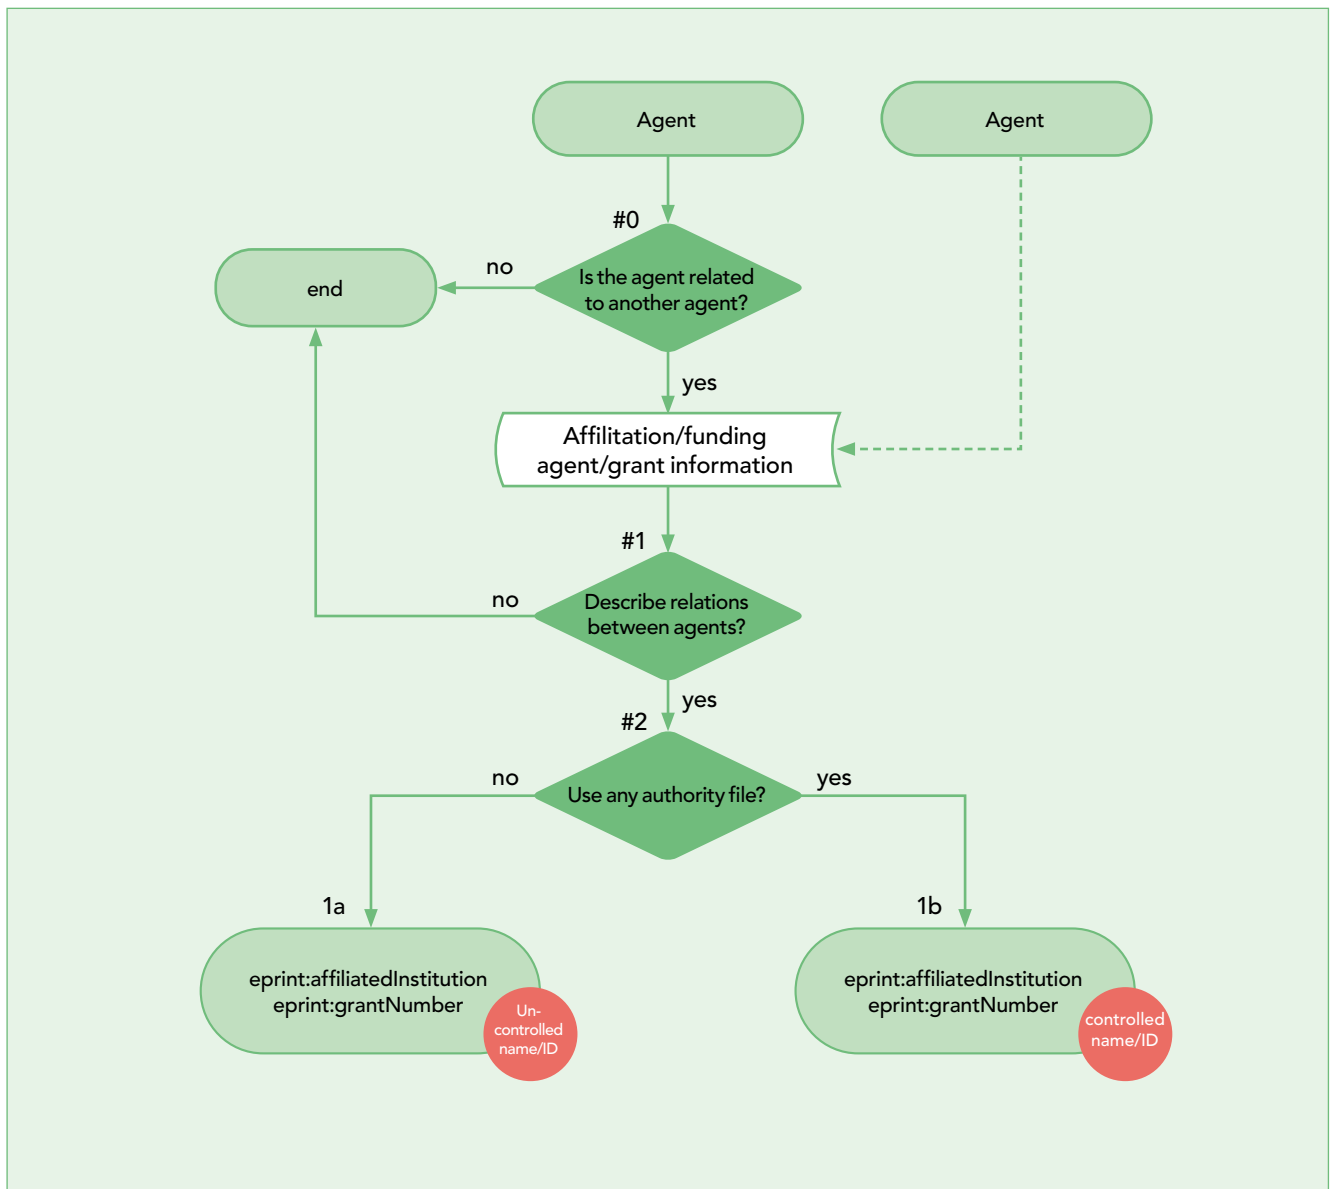 Agent
Agent
#0
Is the agent related
to another agent?
no
end
yes
Affilitation/funding
agent/grant information
#1
Describe relations
between agents?
no
yes
#2
Use any authority file?
no
yes
1a
1b
eprint:affiliatedInstitution
eprint:grantNumber
Un-
controlled
name/ID
eprint:affiliatedInstitution
eprint:grantNumber
controlled
name/ID